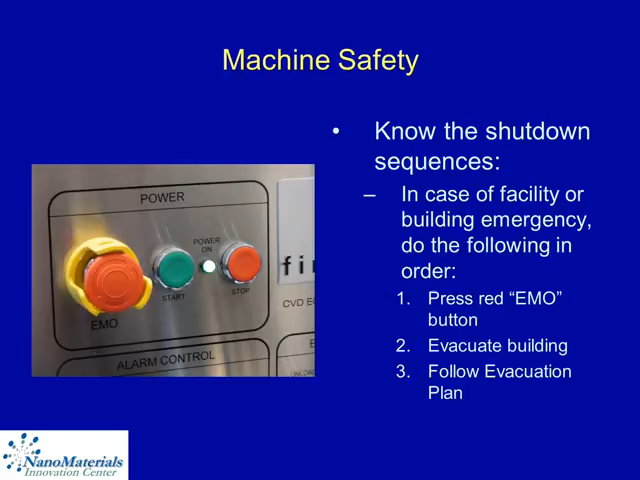 Machine Safety
• Know the shutdown
sequences:
– In case of facility or
building emergency,
do the following in
order:
1. Press red “EMO”
button
2. Evacuate building
3. Follow Evacuation
Plan
POWER
POWER
ON
START
STOP
EMO
ALARM CONTROL
fi
CVD
NanoMaterials
Innovation Center